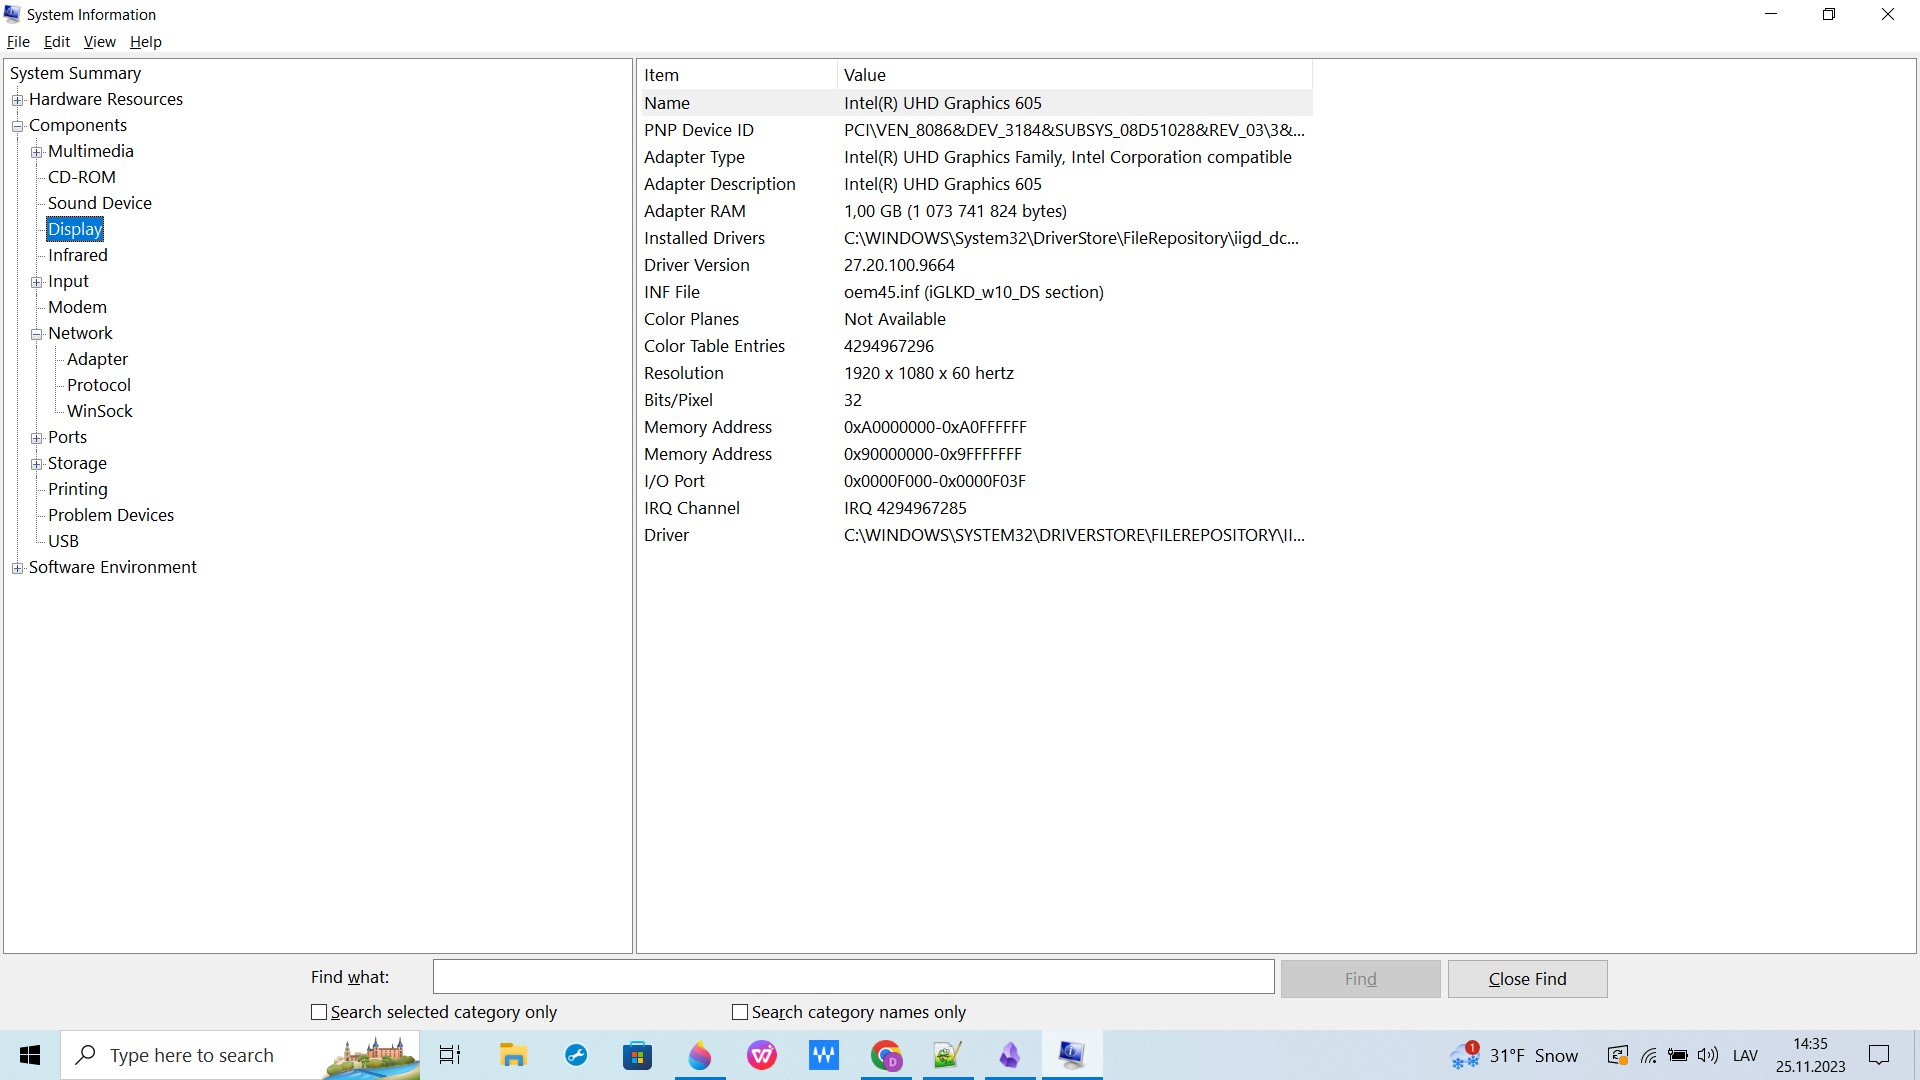 System Information
File Edit View Help
System Summary
Hardware Resources
Components
Multimedia
CD-ROM
Sound Device
Display
Infrared
Input
Modem
Network
Adapter
Protocol
WinSock
Ports
Storage
Printing
Problem Devices
USB
Software Environment
Item Value
Name Intel(R) UHD Graphics 605
PNP Device ID PCI\VEN_8086&DEV_3184&SUBSYS_08D51028&REV_03\3&...
Adapter Type Intel(R) UHD Graphics Family, Intel Corporation compatible
Adapter Description Intel(R) UHD Graphics 605
Adapter RAM 1,00 GB (1 073 741 824 bytes)
Installed Drivers C:\WINDOWS\System32\DriverStore\FileRepository\iigd_dc...
Driver Version 27.20.100.9664
INF File oem45.inf (iGLKD_w10_DS section)
Color Planes Not Available
Color Table Entries 4294967296
Resolution 1920 x 1080 x 60 hertz
Bits/Pixel 32
Memory Address 0xA0000000-0xA0FFFFFF
Memory Address 0x90000000-0x9FFFFFFF
I/O Port 0x0000F000-0x0000F03F
IRQ Channel IRQ 4294967285
Driver C:\WINDOWS\SYSTEM32\DRIVERSTORE\FILEREPOSITORY\II...
Find what: Find Close Find
Search selected category only Search category names only
Type here to search
D
1
31°F Snow
LAV
14:35
25.11.2023